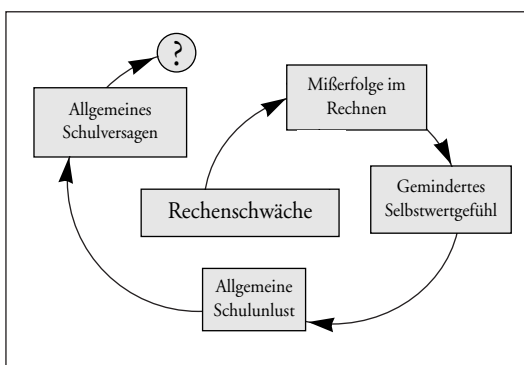 ?
Allgemeines
Schulversagen
Mißerfolge im
Rechnen
Rechenschwäche
Gemindertes
Selbstwertgefühl
Allgemeine
Schulunlust